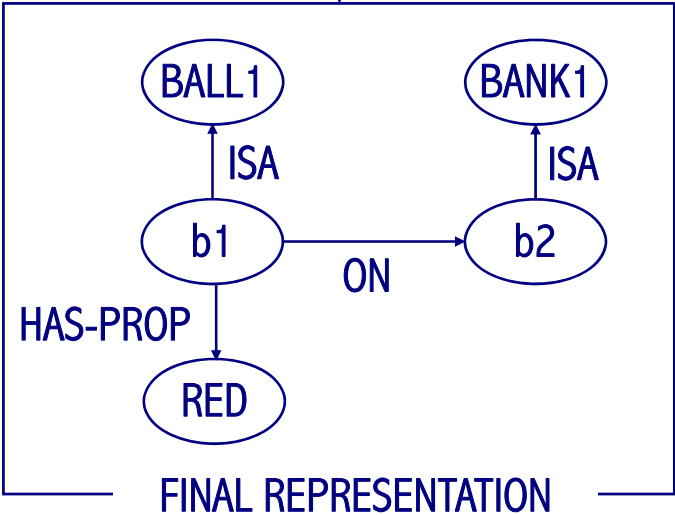 BALL1
BANK1
ISA
ISA
b1
b2
ON
HAS-PROP
RED
FINAL REPRESENTATION